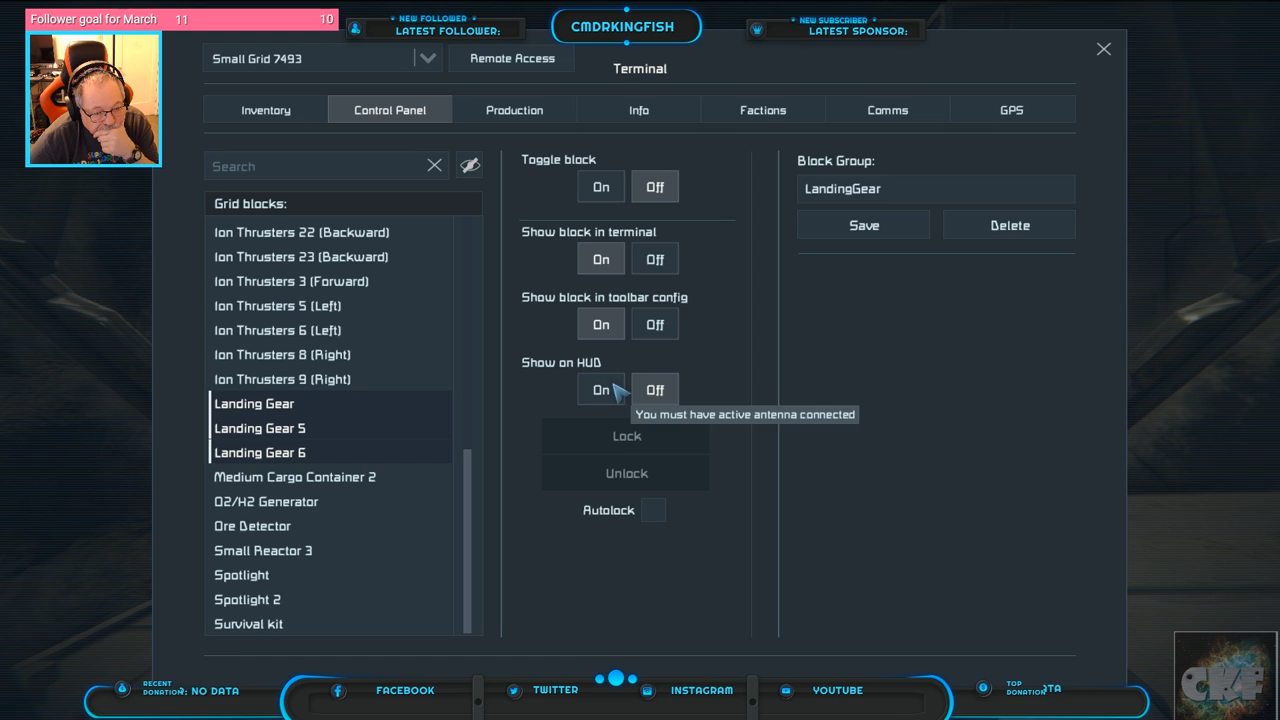 Follower goal for March 11 10
NEW FOLLOWER
LATEST FOLLOWER:
CMDRKINGFISH
NEW SUBSCRIBER
LATEST SPONSOR:
Small Grid 7493
Remote Access
Terminal
Inventory
Control Panel
Production
Info
Factions
Comms
GPS
Search
Grid blocks:
Ion Thrusters 22 (Backward)
Ion Thrusters 23 (Backward)
Ion Thrusters 3 (Forward)
Ion Thrusters 5 (Left)
Ion Thrusters 6 (Left)
Ion Thrusters 8 (Right)
Ion Thrusters 9 (Right)
Landing Gear
Landing Gear 5
Landing Gear 6
Medium Cargo Container 2
O2/H2 Generator
Ore Detector
Small Reactor 3
Spotlight
Spotlight 2
Survival kit
Toggle block
On Off
Show block in terminal
On Off
Show block in toolbar config
On Off
Show on HUD
On Off
You must have active antenna connected
Lock
Unlock
Autolock
Block Group:
LandingGear
Save Delete
RECENT
DONATION: NO DATA
FACEBOOK
TWITTER
INSTAGRAM
YOUTUBE
TOP
DONATION
CKF